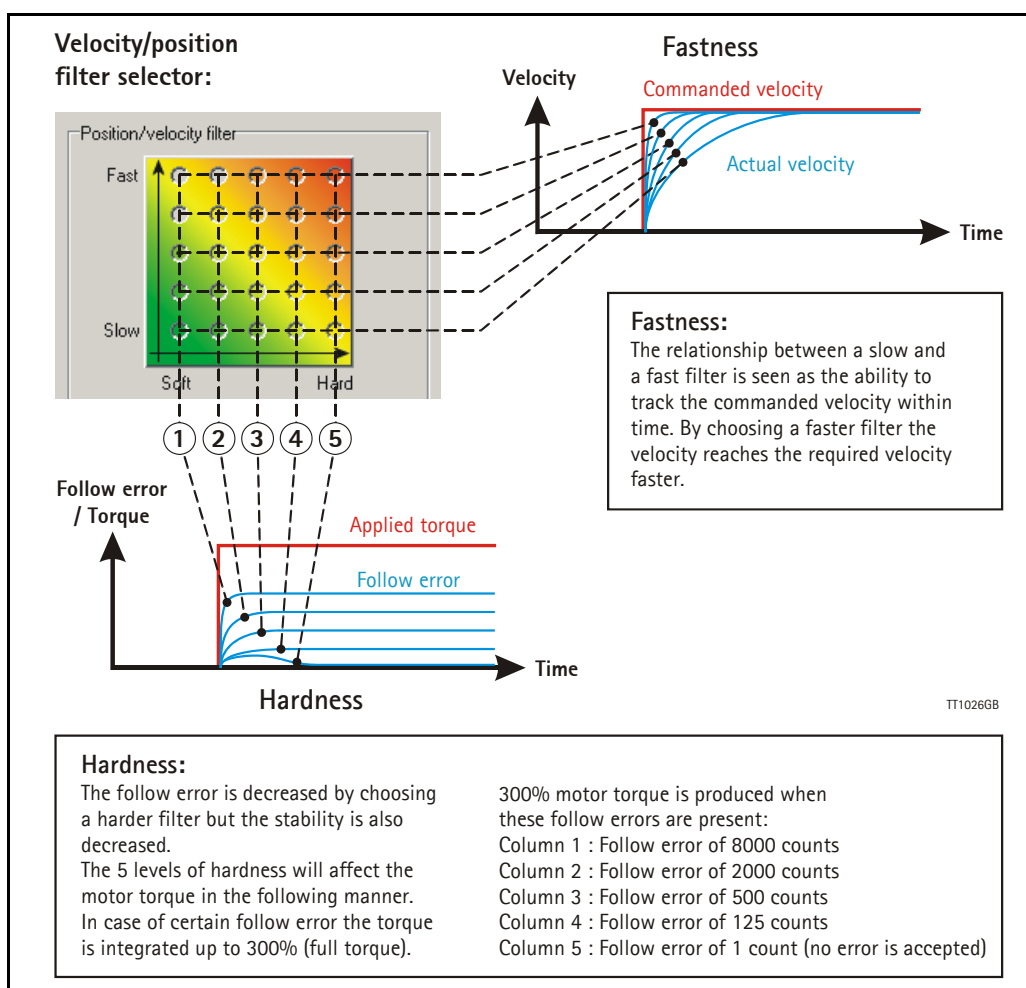 Velocity/position
filter selector:
Position/velocity filter
Fast
Slow
Soft
Hard
1 2 3 4 5
Fastness
Velocity
Commanded velocity
Actual velocity
Time
Fastness:
The relationship between a slow and
a fast filter is seen as the ability to
track the commanded velocity within
time. By choosing a faster filter the
velocity reaches the required velocity
faster.
Follow error
/ Torque
Applied torque
Follow error
Time
Hardness
TT1026GB
Hardness:
The follow error is decreased by choosing
a harder filter but the stability is also
decreased.
The 5 levels of hardness will affect the
motor torque in the following manner.
In case of certain follow error the torque
is integrated up to 300% (full torque).
300% motor torque is produced when
these follow errors are present:
Column 1 : Follow error of 8000 counts
Column 2 : Follow error of 2000 counts
Column 3 : Follow error of 500 counts
Column 4 : Follow error of 125 counts
Column 5 : Follow error of 1 count (no error is accepted)